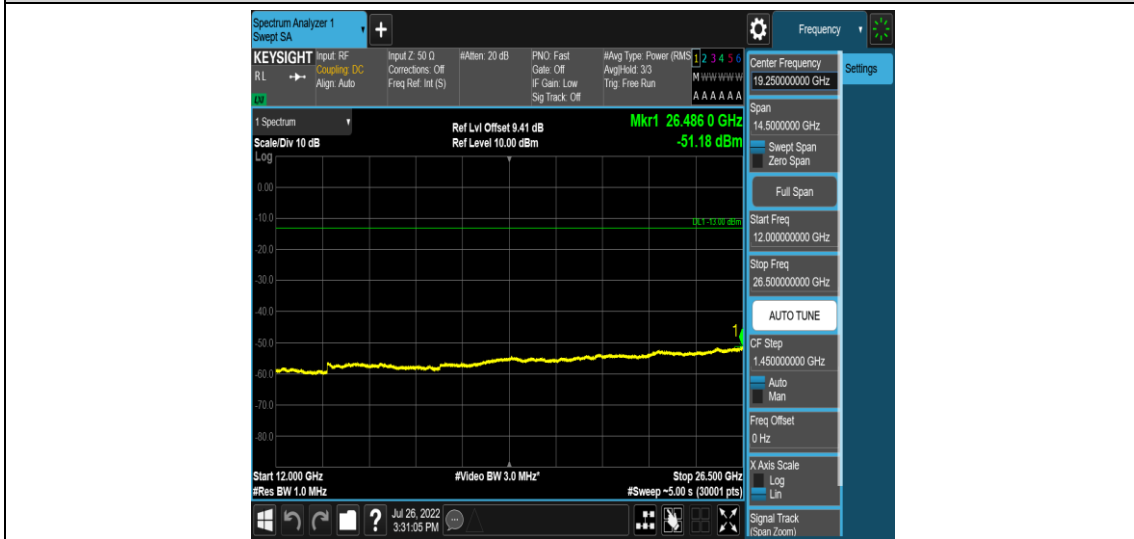 Spectrum Analyzer 1
Swept SA
+
Frequency
KEYSIGHT
RL
Input: RF
Coupling: DC
Align: Auto
Input Z: 50 Ω
Corrections: Off
Freq Ref: Int (S)
#Atten: 20 dB
PNO: Fast
Gate: Off
IF Gain: Low
Sig Track: Off
#Avg Type: Power (RMS
Avg|Hold: 3/3
Trig: Free Run
1 2 3 4 5 6
M W W W W W
A A A A A A
1 Spectrum
Scale/Div 10 dB
Log
Ref Lvl Offset 9.41 dB
Ref Level 10.00 dBm
Mkr1 26.486 0 GHz
-51.18 dBm
0.00
-10.0
DL1 -13.00 dBm
-20.0
-30.0
-40.0
1
-50.0
-60.0
-70.0
-80.0
Start 12.000 GHz
#Res BW 1.0 MHz
#Video BW 3.0 MHz*
Stop 26.500 GHz
#Sweep ~5.00 s (30001 pts)
Center Frequency
19.250000000 GHz
Settings
Span
14.5000000 GHz
Swept Span
Zero Span
Full Span
Start Freq
12.000000000 GHz
Stop Freq
26.500000000 GHz
AUTO TUNE
CF Step
1.450000000 GHz
Auto
Man
Freq Offset
0 Hz
X Axis Scale
Log
Lin
Signal Track
(Span Zoom)
?
Jul 26, 2022
3:31:05 PM